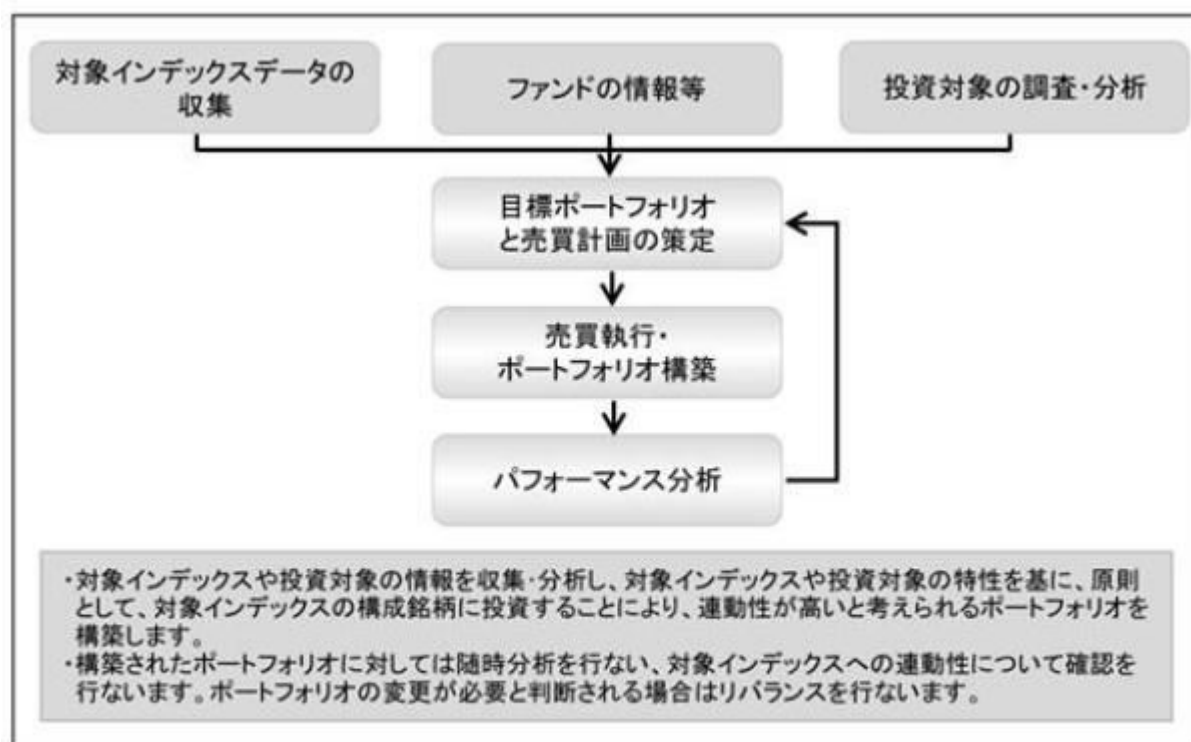 対象インデックスデータの
収集
ファンドの情報等
投資対象の調査・分析
目標ポートフォリオ
と売買計画の策定
売買執行・
ポートフォリオ構築
パフォーマンス分析
・対象インデックスや投資対象の情報を収集・分析し、対象インデックスや投資対象の特性を基に、原則
として、対象インデックスの構成銘柄に投資することにより、連動性が高いと考えられるポートフォリオを
構築します。
・構築されたポートフォリオに対しては随時分析を行ない、対象インデックスへの連動性について確認を
行ないます。ポートフォリオの変更が必要と判断される場合はリバランスを行ないます。